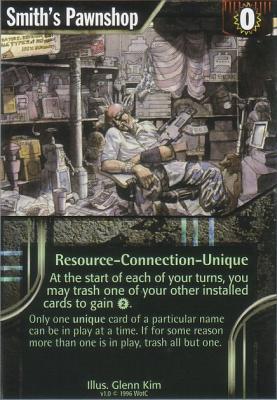 Smith's Pawnshop
0
Resource-Connection-Unique
At the start of each of your turns, you
may trash one of your other installed
cards to gain 2.
Only one unique card of a particular
name can be in play at a time. If for some reason
more than one is in play, trash all but one.
Illus. Glenn Kim
v1.0 © 1996 WotC